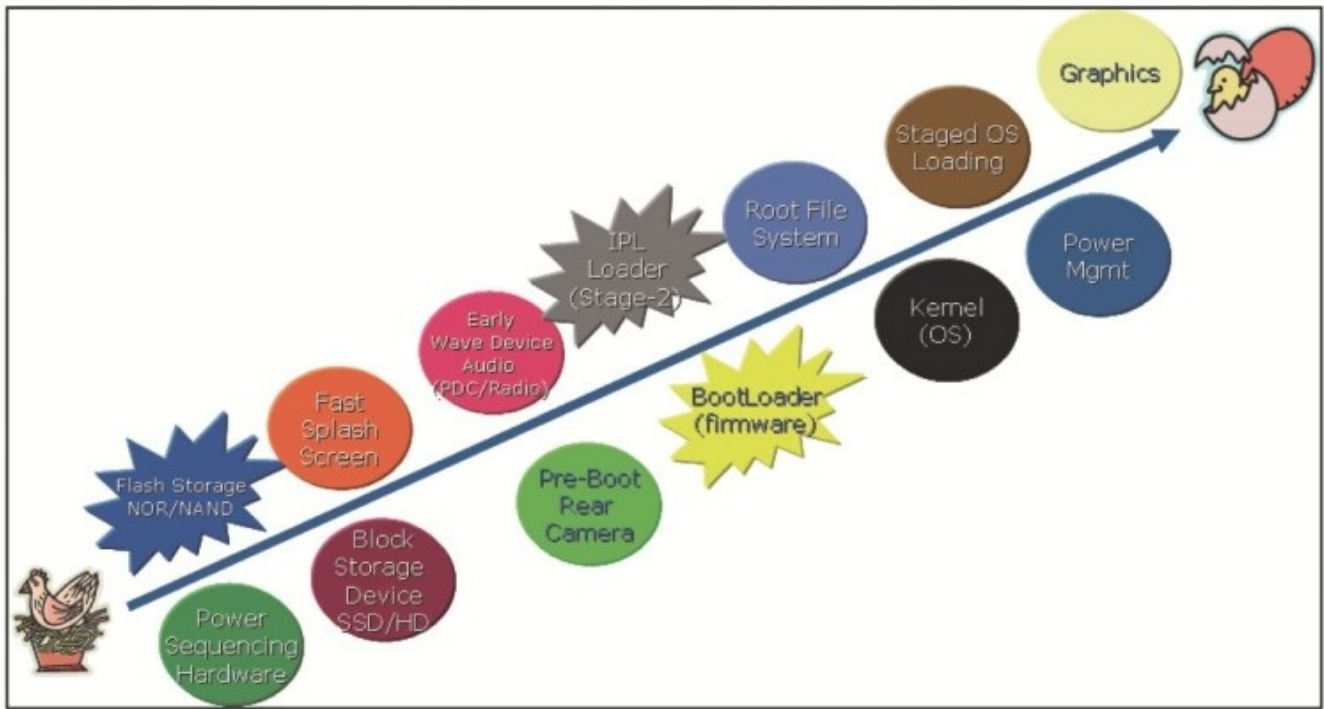 Graphics
Staged OS
Loading
Root File
System
Power
Mgmt
IPL
Loader
(Stage-2)
Kernel
(OS)
Early
Wave Device
Audio
(PDC/Radio)
BootLoader
(firmware)
Fast
Splash
Screen
Pre-Boot
Rear
Camera
Flash Storage
NOR/NAND
Block
Storage
Device
SSD/HD
Power
Sequencing
Hardware